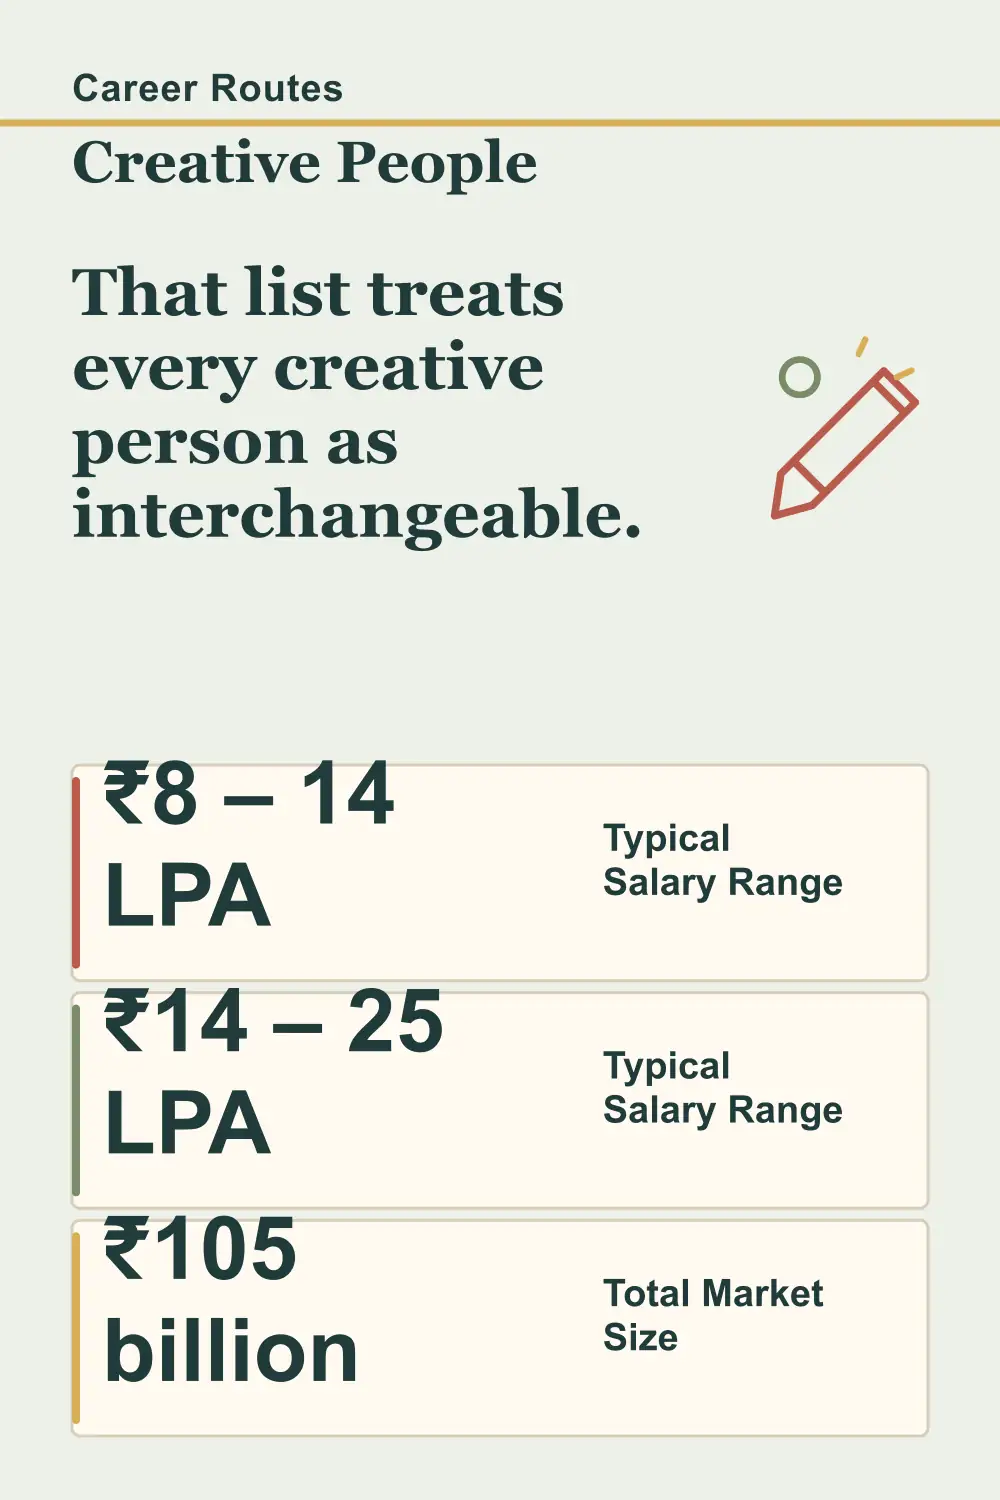 Career Routes
Creative People
That list treats
every creative
person as
interchangeable.
₹8 – 14
LPA
Typical
Salary Range
₹14 – 25
LPA
Typical
Salary Range
₹105
billion
Total Market
Size